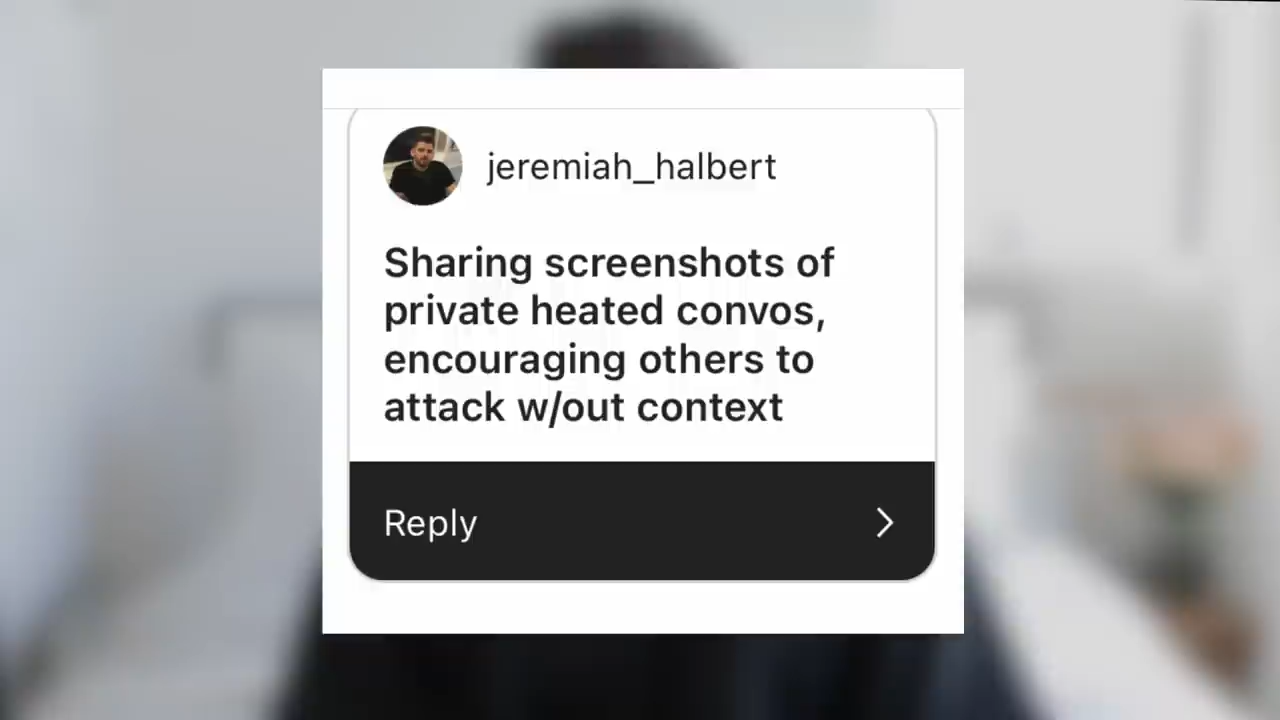 jeremiah_halbert
Sharing screenshots of
private heated convos,
encouraging others to
attack w/out context
Reply